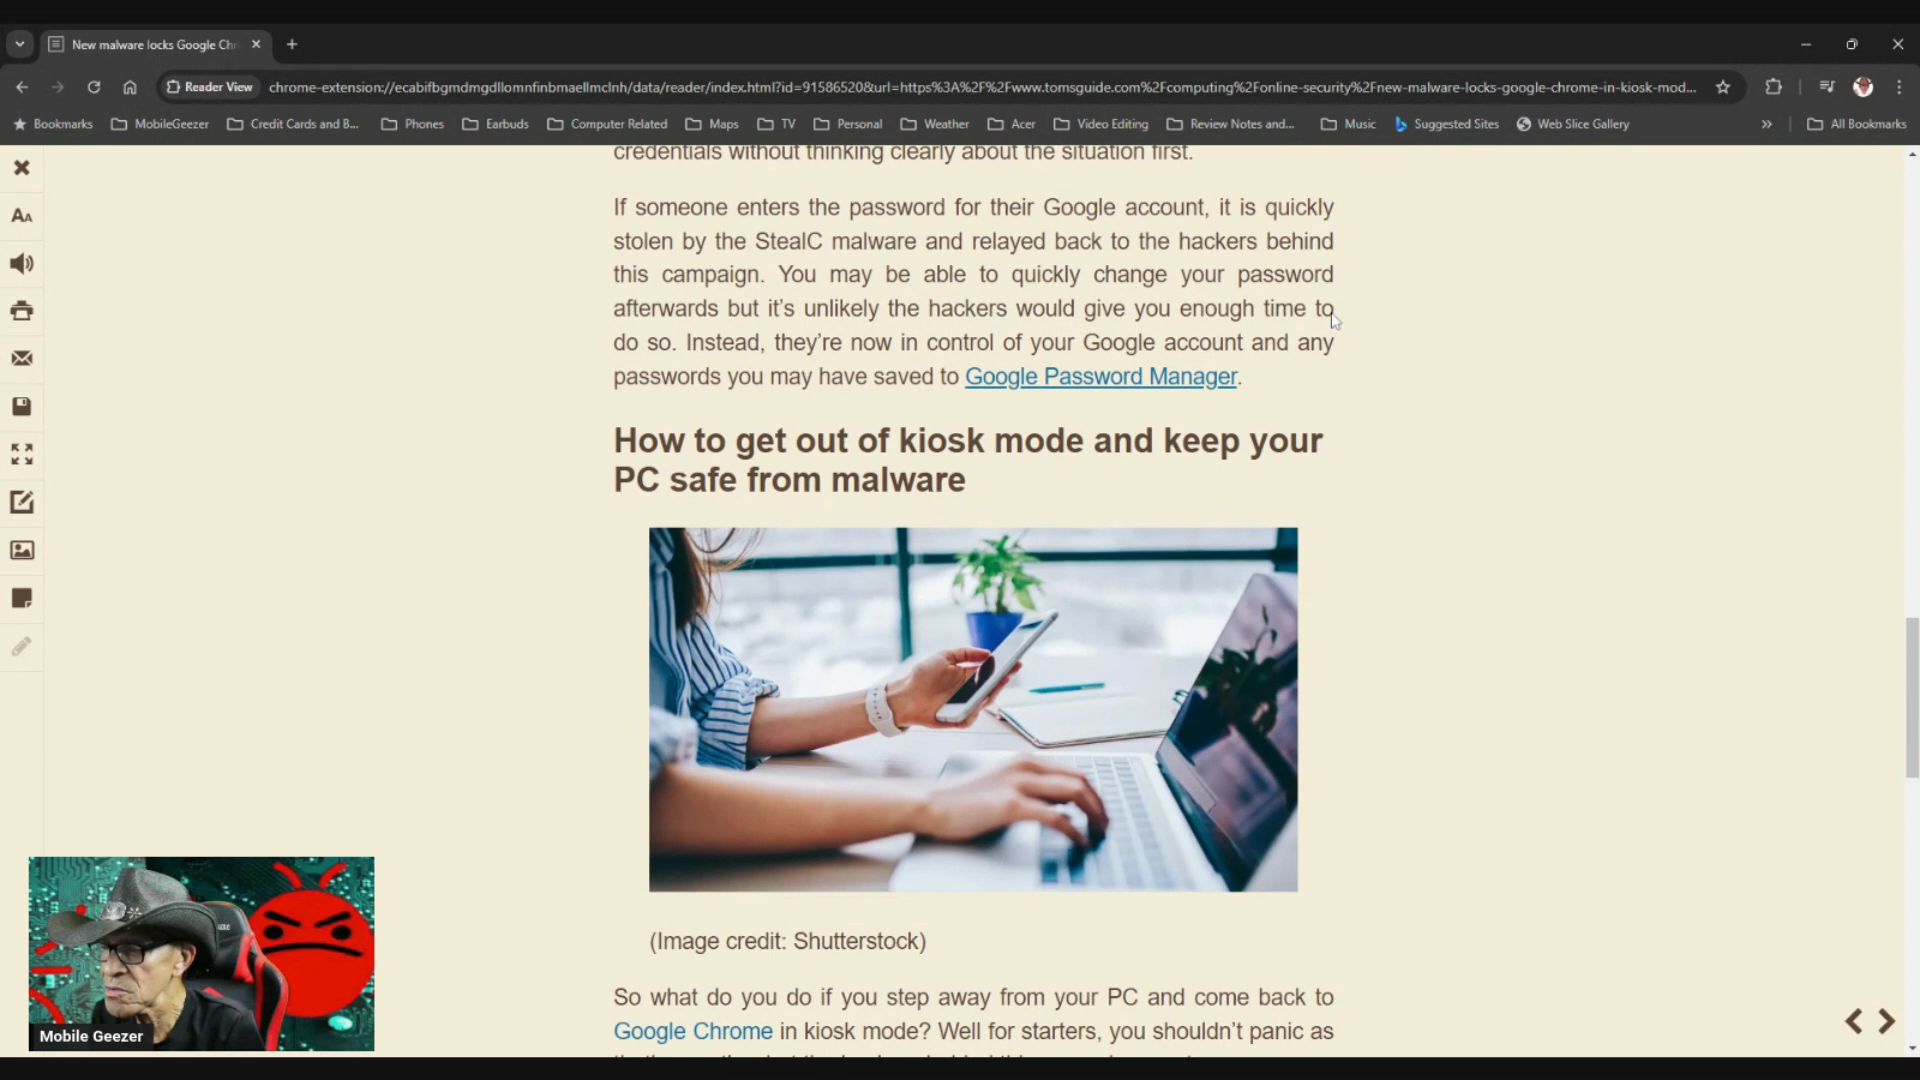 New malware locks Google Chr
Reader View
chrome-extension://ecabifbgmdmgdllomnfinbmaellmclnh/data/reader/index.html?id=91586520&url=https%3A%2F%2Fwww.tomsguide.com%2Fcomputing%2Fonline-security%2Fnew-malware-locks-google-chrome-in-kiosk-mod...
Bookmarks MobileGeezer Credit Cards and B... Phones Earbuds Computer Related Maps TV Personal Weather Acer Video Editing Review Notes and... Music Suggested Sites Web Slice Gallery » All Bookmarks
credentials without thinking clearly about the situation first.
If someone enters the password for their Google account, it is quickly
stolen by the StealC malware and relayed back to the hackers behind
this campaign. You may be able to quickly change your password
afterwards but it's unlikely the hackers would give you enough time to
do so. Instead, they're now in control of your Google account and any
passwords you may have saved to Google Password Manager.
How to get out of kiosk mode and keep your
PC safe from malware
(Image credit: Shutterstock)
So what do you do if you step away from your PC and come back to
Google Chrome in kiosk mode? Well for starters, you shouldn't panic as
Mobile Geezer